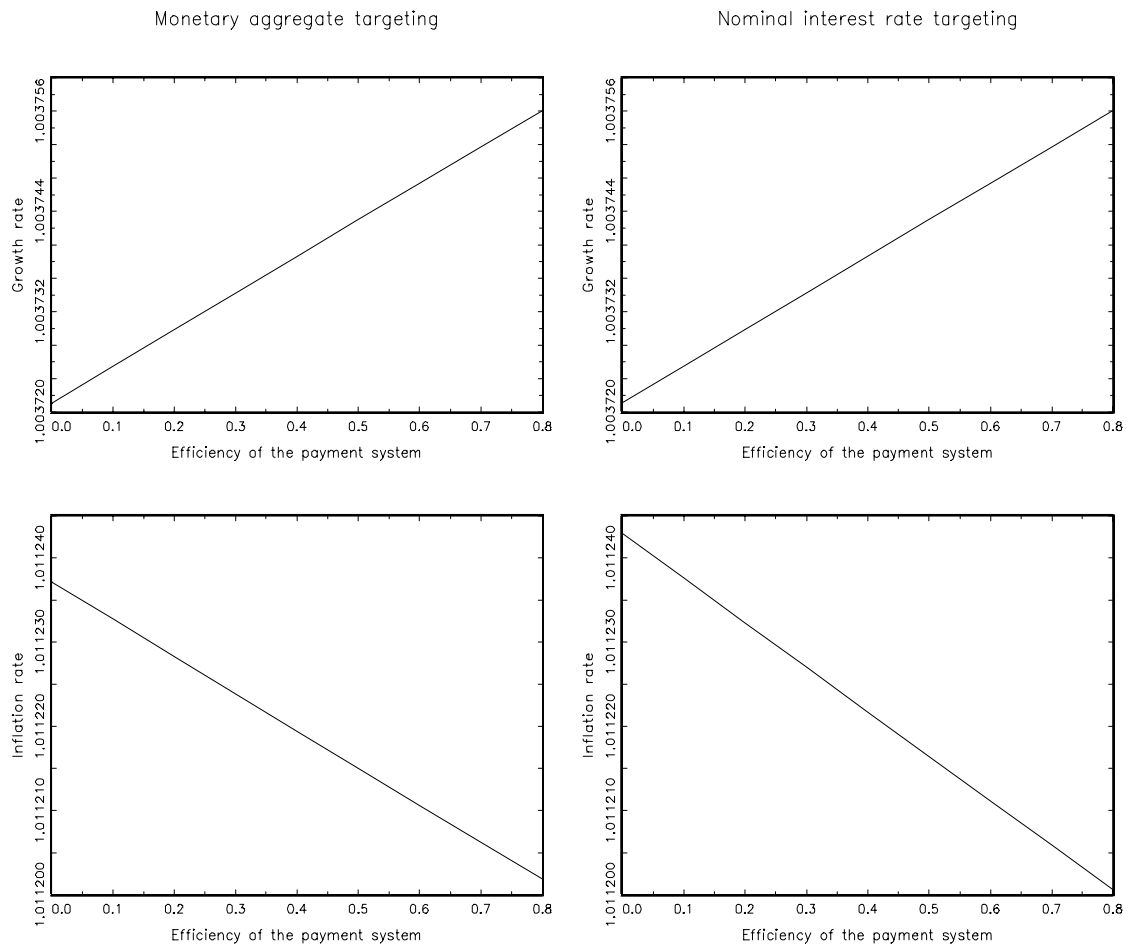 Monetary aggregate targeting
Nominal interest rate targeting
Growth rate
1.003756
1.003744
1.003732
1.003720
0.0 0.1 0.2 0.3 0.4 0.5 0.6 0.7 0.8
Efficiency of the payment system
Growth rate
1.003756
1.003744
1.003732
1.003720
0.0 0.1 0.2 0.3 0.4 0.5 0.6 0.7 0.8
Efficiency of the payment system
Inflation rate
1.011240
1.011230
1.011220
1.011210
1.011200
0.0 0.1 0.2 0.3 0.4 0.5 0.6 0.7 0.8
Efficiency of the payment system
Inflation rate
1.011240
1.011230
1.011220
1.011210
1.011200
0.0 0.1 0.2 0.3 0.4 0.5 0.6 0.7 0.8
Efficiency of the payment system